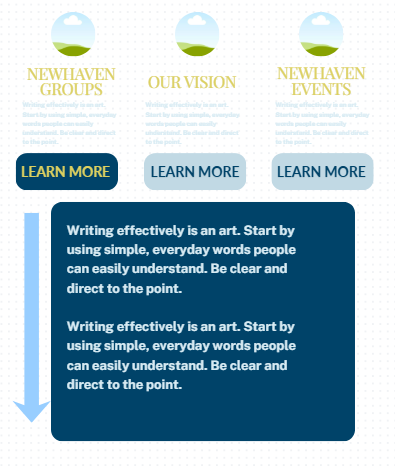 NEWHAVEN
GROUPS
Writing effectively is an art.
Start by using simple, everyday
words people can easily
understand. Be clear and direct
to the point.
LEARN MORE
OUR VISION
Writing effectively is an art.
Start by using simple, everyday
words people can easily
understand. Be clear and direct
to the point.
LEARN MORE
NEWHAVEN
EVENTS
Writing effectively is an art.
Start by using simple, everyday
words people can easily
understand. Be clear and direct
to the point.
LEARN MORE
Writing effectively is an art. Start by
using simple, everyday words people
can easily understand. Be clear and
direct to the point.
Writing effectively is an art. Start by
using simple, everyday words people
can easily understand. Be clear and
direct to the point.